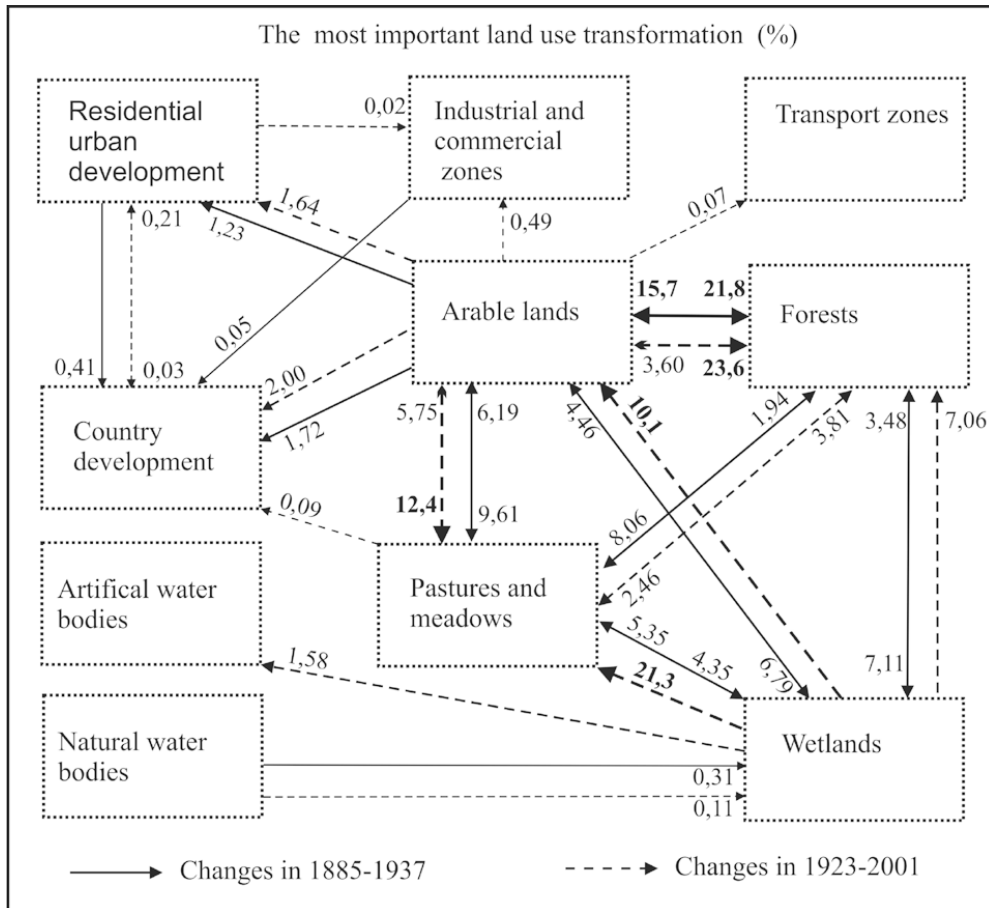 The most important land use transformation (%)
Residential
urban
development
0,02
Industrial and
commercial
zones
Transport zones
0,21
1,64
1,23
0,49
0,07
Arable lands
15,7 21,8
3,60 23,6
Forests
0,05
0,41
0,03
2,00
1,72
Country
development
5,75
6,19
4,46
10,1
1,94
3,81
3,48
7,06
0,09
12,4
9,61
8,06
2,46
Artifical water
bodies
Pastures and
meadows
1,58
5,35
4,35
21,3
6,79
7,11
Natural water
bodies
0,31
0,11
Wetlands
Changes in 1885-1937
Changes in 1923-2001